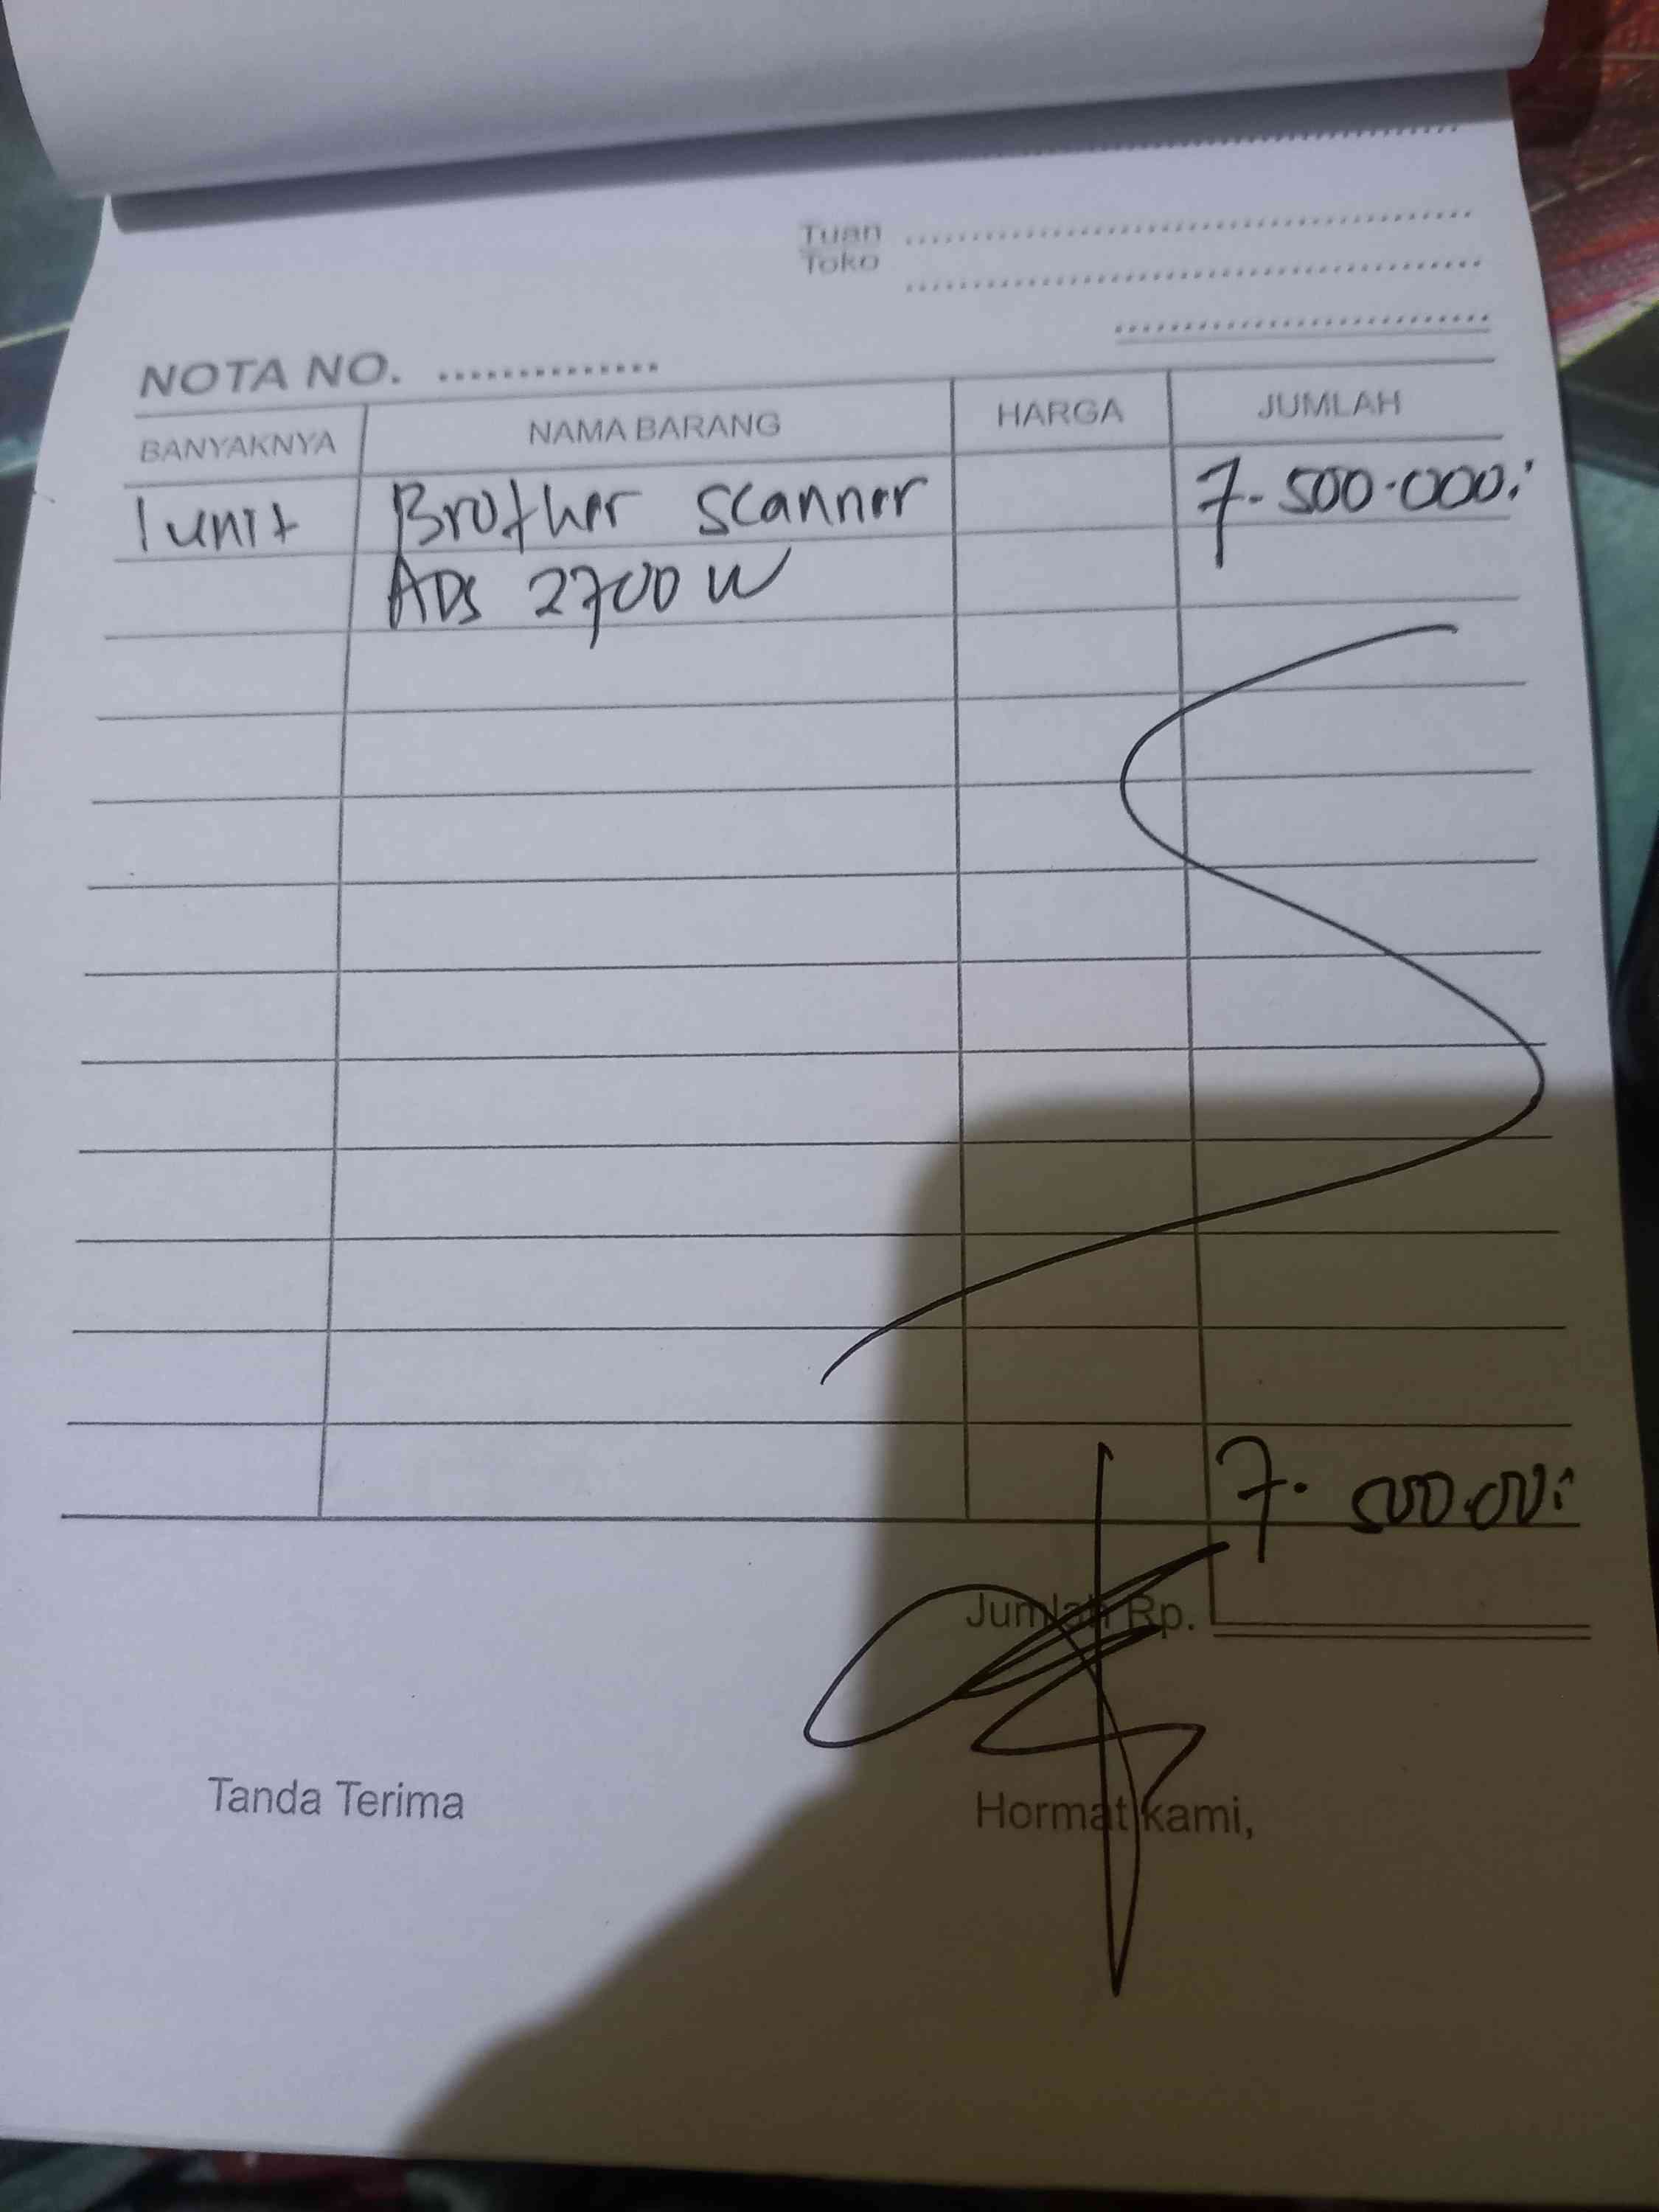 Tuan
Toko
NOTA NO.
BANYAKNYA NAMA BARANG HARGA JUMLAH
1 unit Brother scanner 7.500.000
ADS 2700 W
7.500.000
Jumlah Rp.
Tanda Terima Hormat kami,